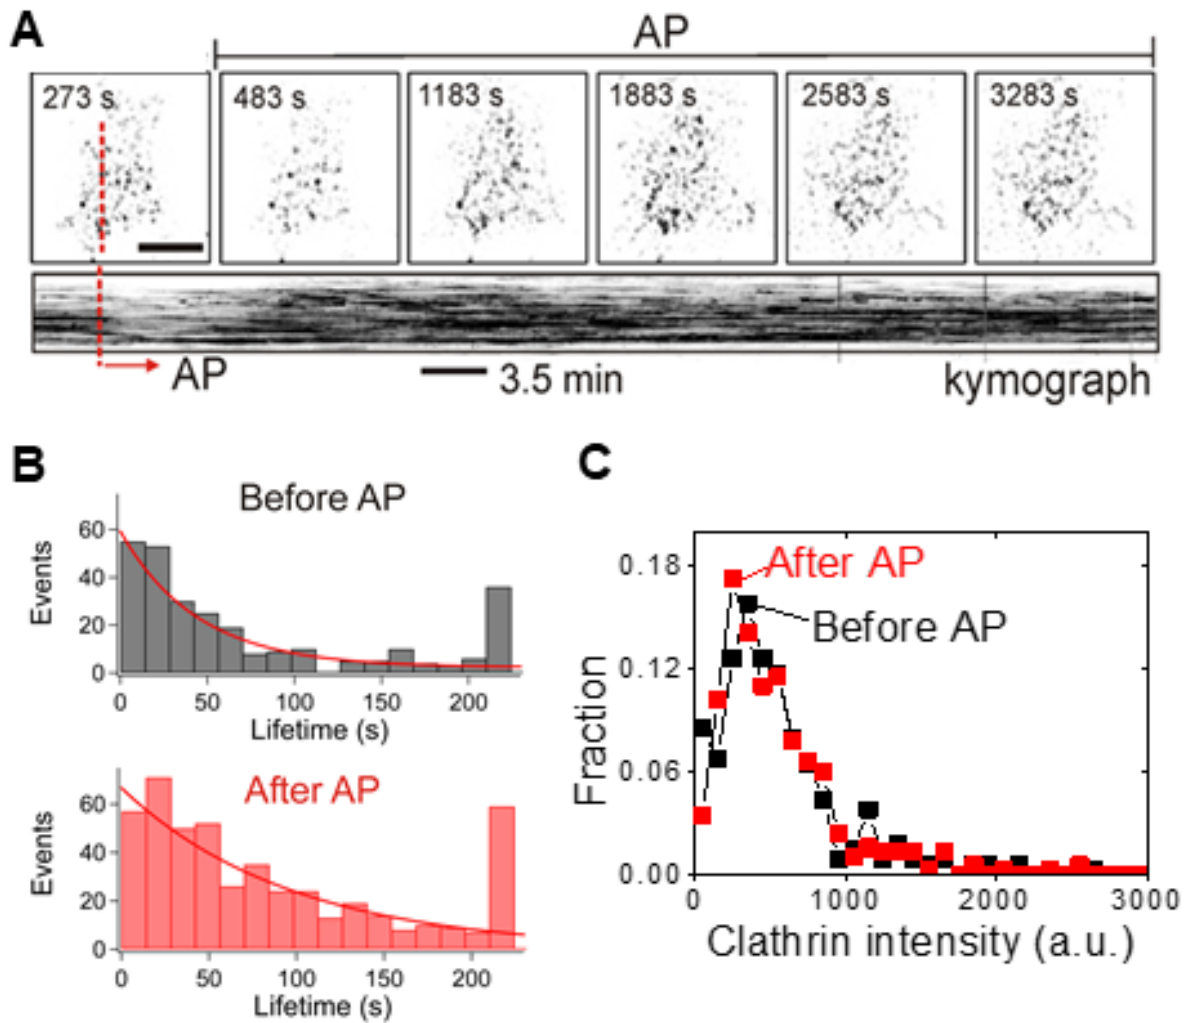 A
AP
273 s
483 s
1183 s
1883 s
2583 s
3283 s
AP
3.5 min
kymograph
B
Before AP
60
40
20
0
Events
0 50 100 150 200
Lifetime (s)
After AP
60
40
20
0
Events
0 50 100 150 200
Lifetime (s)
C
After AP
Before AP
0.18
0.12
0.06
0.00
Fraction
0 1000 2000 3000
Clathrin intensity (a.u.)